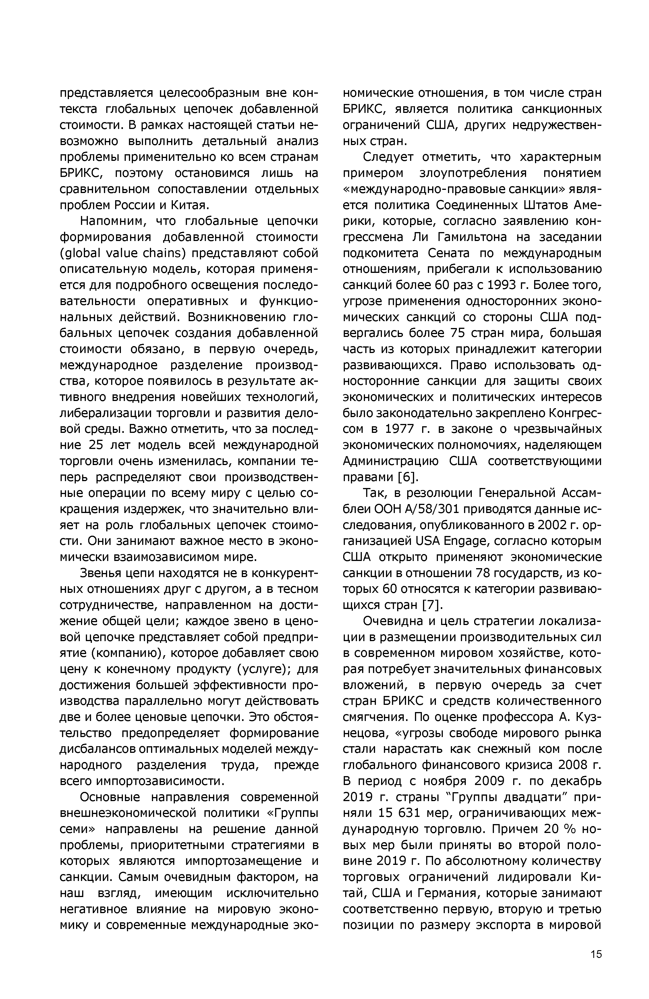 представляется целесообразным вне кон-
текста глобальных цепочек добавленной
стоимости. В рамках настоящей статьи не-
возможно выполнить детальный анализ
проблемы применительно ко всем странам
БРИКС, поэтому остановимся лишь на
сравнительном сопоставлении отдельных
проблем России и Китая.
Напомним, что глобальные цепочки
формирования добавленной стоимости
(global value chains) представляют собой
описательную модель, которая применя-
ется для подробного освещения последо-
вательности оперативных и функцио-
нальных действий. Возникновению гло-
бальных цепочек создания добавленной
стоимости обязано, в первую очередь,
международное разделение производ-
ства, которое появилось в результате ак-
тивного внедрения новейших технологий,
либерализации торговли и развития дело-
вой среды. Важно отметить, что за послед-
ние 25 лет модель всей международной
торговли очень изменилась, компании те-
перь распределяют свои производствен-
ные операции по всему миру с целью со-
кращения издержек, что значительно вли-
яет на роль глобальных цепочек стоимо-
сти. Они занимают важное место в эконо-
мически взаимозависимом мире.
Звенья цепи находятся не в конкурент-
ных отношениях друг с другом, а в тесном
сотрудничестве, направленном на дости-
жение общей цели; каждое звено в цено-
вой цепочке представляет собой предпри-
ятие (компанию), которое добавляет свою
цену к конечному продукту (услуге); для
достижения большей эффективности про-
изводства параллельно могут действовать
две и более ценовые цепочки. Это обстоя-
тельство предопределяет формирование
дисбалансов оптимальных моделей между-
народного разделения труда, прежде
всего импортозависимости.
Основные направления современной
внешнеэкономической политики «Группы
семи» направлены на решение данной
проблемы, приоритетными стратегиями в
которых являются импортозамещение и
санкции. Самым очевидным фактором, на
наш взгляд, имеющим исключительно
негативное влияние на мировую эконо-
мику и современные международные эко-
номические отношения, в том числе стран
БРИКС, является политика санкционных
ограничений США, других недружествен-
ных стран.
Следует отметить, что характерным
примером злоупотребления понятием
«международно-правовые санкции» явля-
ется политика Соединенных Штатов Аме-
рики, которые, согласно заявлению кон-
грессмена Ли Гамильтона на заседании
подкомитета Сената по международным
отношениям, прибегали к использованию
санкций более 60 раз с 1993 г. Более того,
угрозе применения односторонних эконо-
мических санкций со стороны США под-
вергались более 75 стран мира, большая
часть из которых принадлежит категории
развивающихся. Право использовать од-
носторонние санкции для защиты своих
экономических и политических интересов
было законодательно закреплено Конгрес-
сом в 1977 г. в законе о чрезвычайных
экономических полномочиях, наделяющем
Администрацию США соответствующими
правами [6].
Так, в резолюции Генеральной Ассам-
блеи ООН A/58/301 приводятся данные ис-
следования, опубликованного в 2002 г. ор-
ганизацией USA Engage, согласно которым
США открыто применяют экономические
санкции в отношении 78 государств, из ко-
торых 60 относятся к категории развиваю-
щихся стран [7].
Очевидна и цель стратегии локализа-
ции в размещении производительных сил
в современном мировом хозяйстве, кото-
рая потребует значительных финансовых
вложений, в первую очередь за счет
стран БРИКС и средств количественного
смягчения. По оценке профессора А. Куз-
нецова, «угрозы свободе мирового рынка
стали нарастать как снежный ком после
глобального финансового кризиса 2008 г.
В период с ноября 2009 г. по декабрь
2019 г. страны “Группы двадцати” при-
няли 15 631 мер, ограничивающих меж-
дународную торговлю. Причем 20 % но-
вых мер были приняты во второй поло-
вине 2019 г. По абсолютному количеству
торговых ограничений лидировали Ки-
тай, США и Германия, которые занимают
соответственно первую, вторую и третью
позиции по размеру экспорта в мировой
15